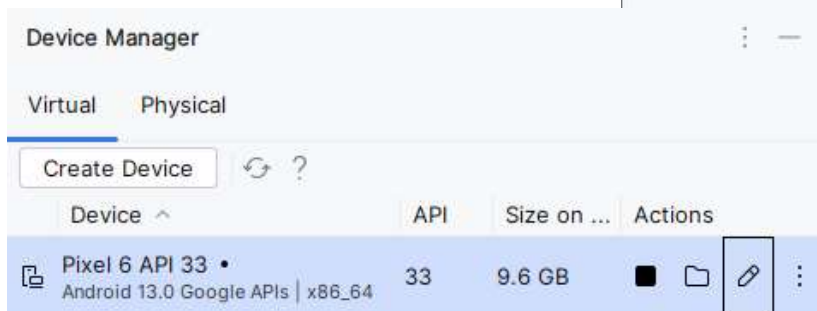 Device Manager
Virtual Physical
Create Device ?
Device API Size on ... Actions
Pixel 6 API 33 • 33 9.6 GB
Android 13.0 Google APIs | x86_64